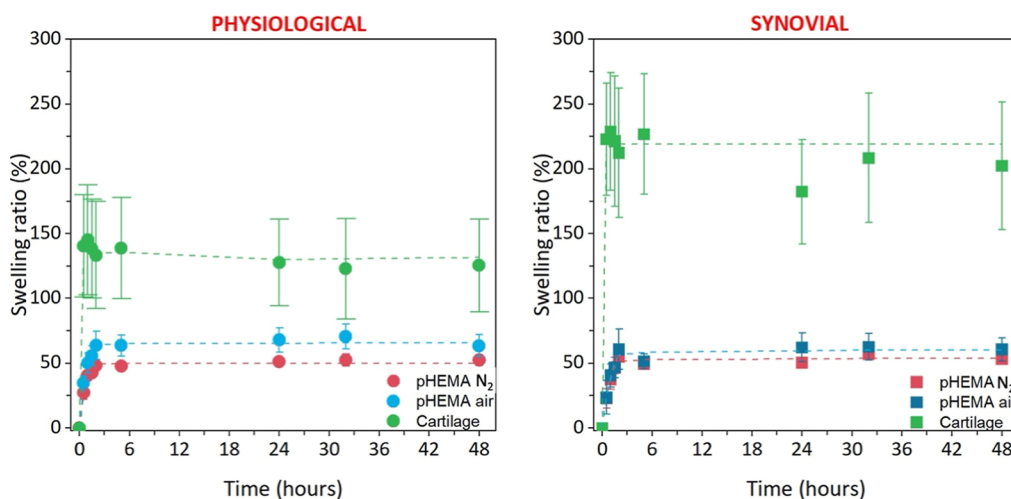 PHYSIOLOGICAL
300
250
200
150
100
50
0
Swelling ratio (%)
0 6 12 18 24 30 36 42 48
Time (hours)
pHEMA N2
pHEMA air
Cartilage
SYNOVIAL
300
250
200
150
100
50
0
Swelling ratio (%)
0 6 12 18 24 30 36 42 48
Time (hours)
pHEMA N2
pHEMA air
Cartilage